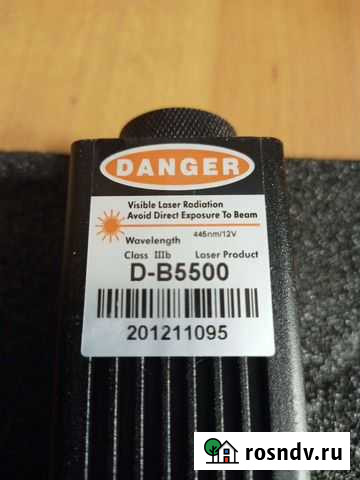 DANGER
Visible Laser Radiation
Avoid Direct Exposure To Beam
Wavelength 445nm/12V
Class IIIb Laser Product
D-B5500
201211095
rosndv.ru